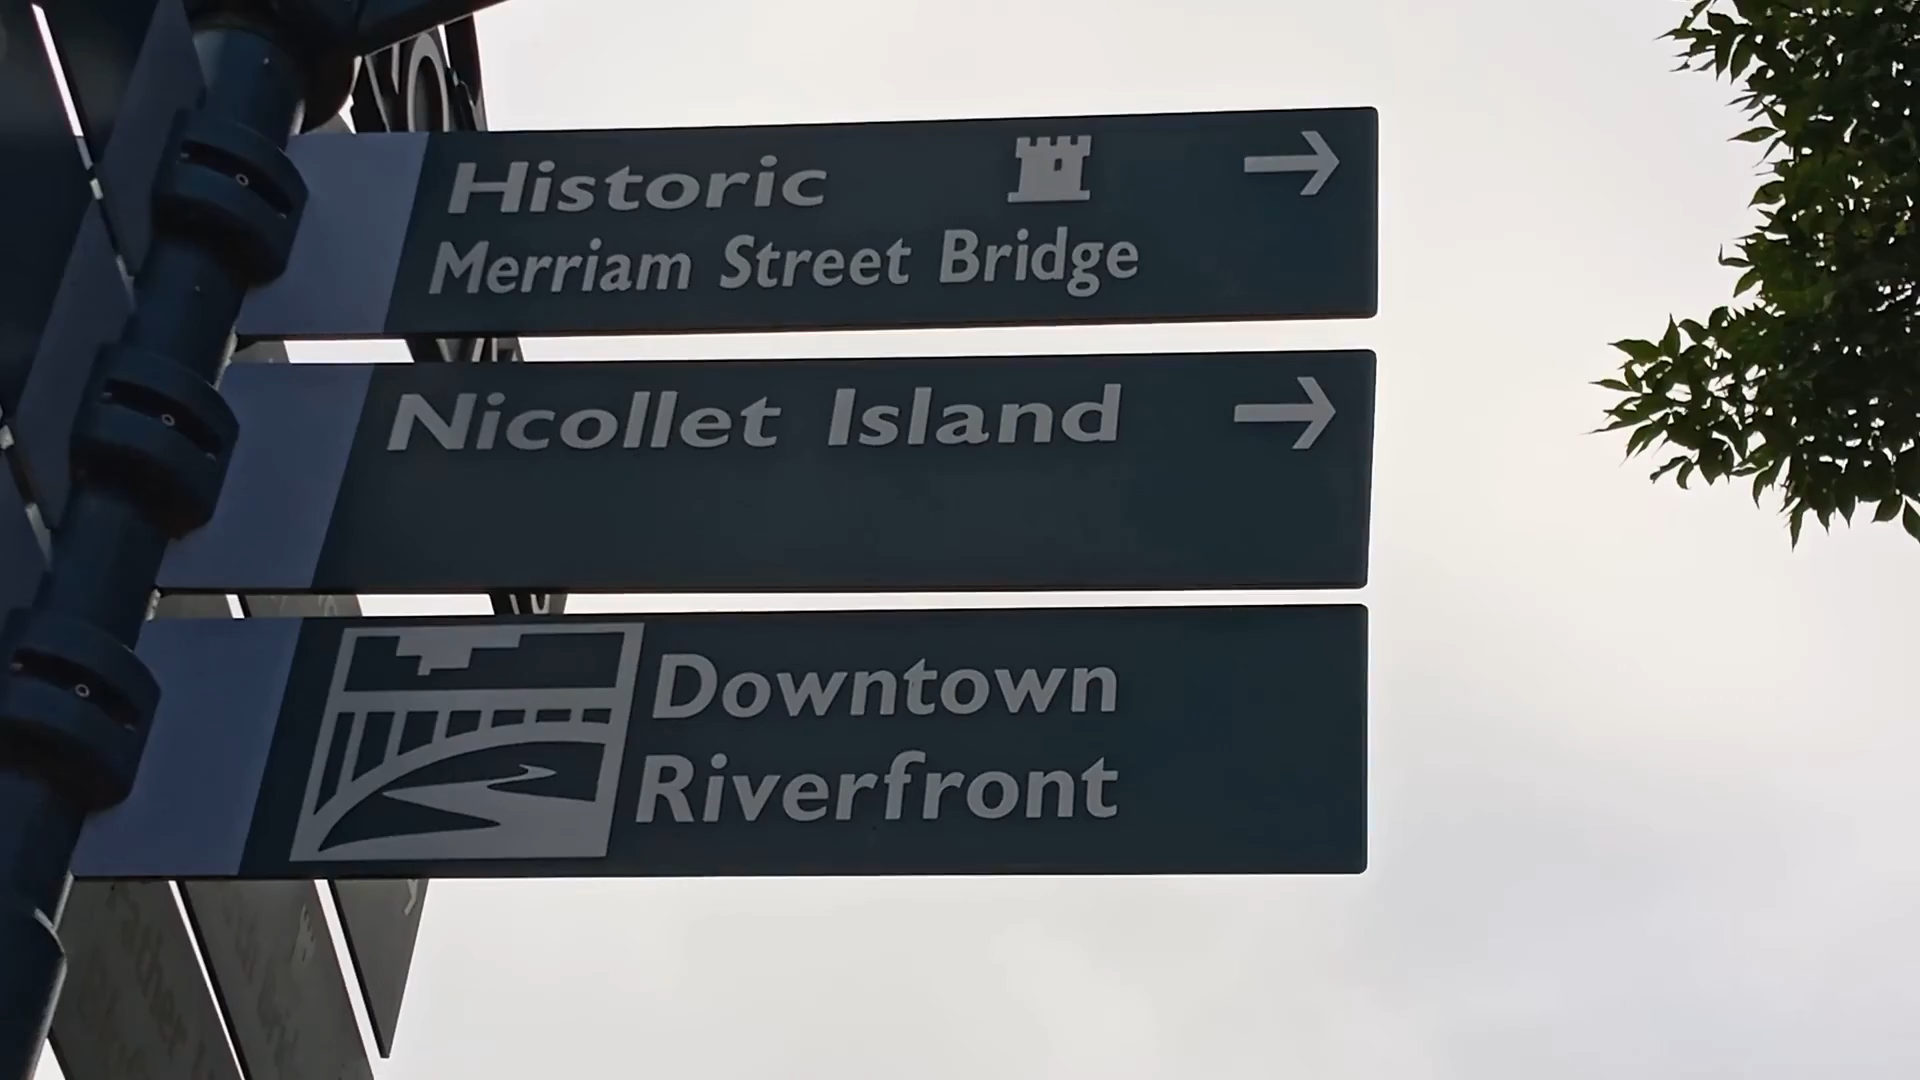 Historic
Merriam Street Bridge
Nicollet Island
Downtown
Riverfront